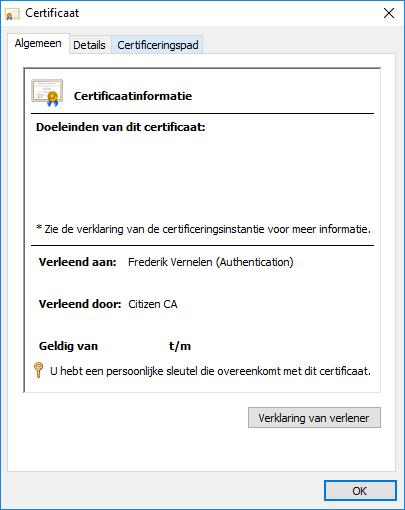 Certificaat
Algemeen Details Certificeringspad
Certificaatinformatie
Doeleinden van dit certificaat:
* Zie de verklaring van de certificeringsinstantie voor meer informatie.
Verleend aan: Frederik Vernelen (Authentication)
Verleend door: Citizen CA
Geldig van t/m
U hebt een persoonlijke sleutel die overeenkomt met dit certificaat.
Verklaring van verlener
OK